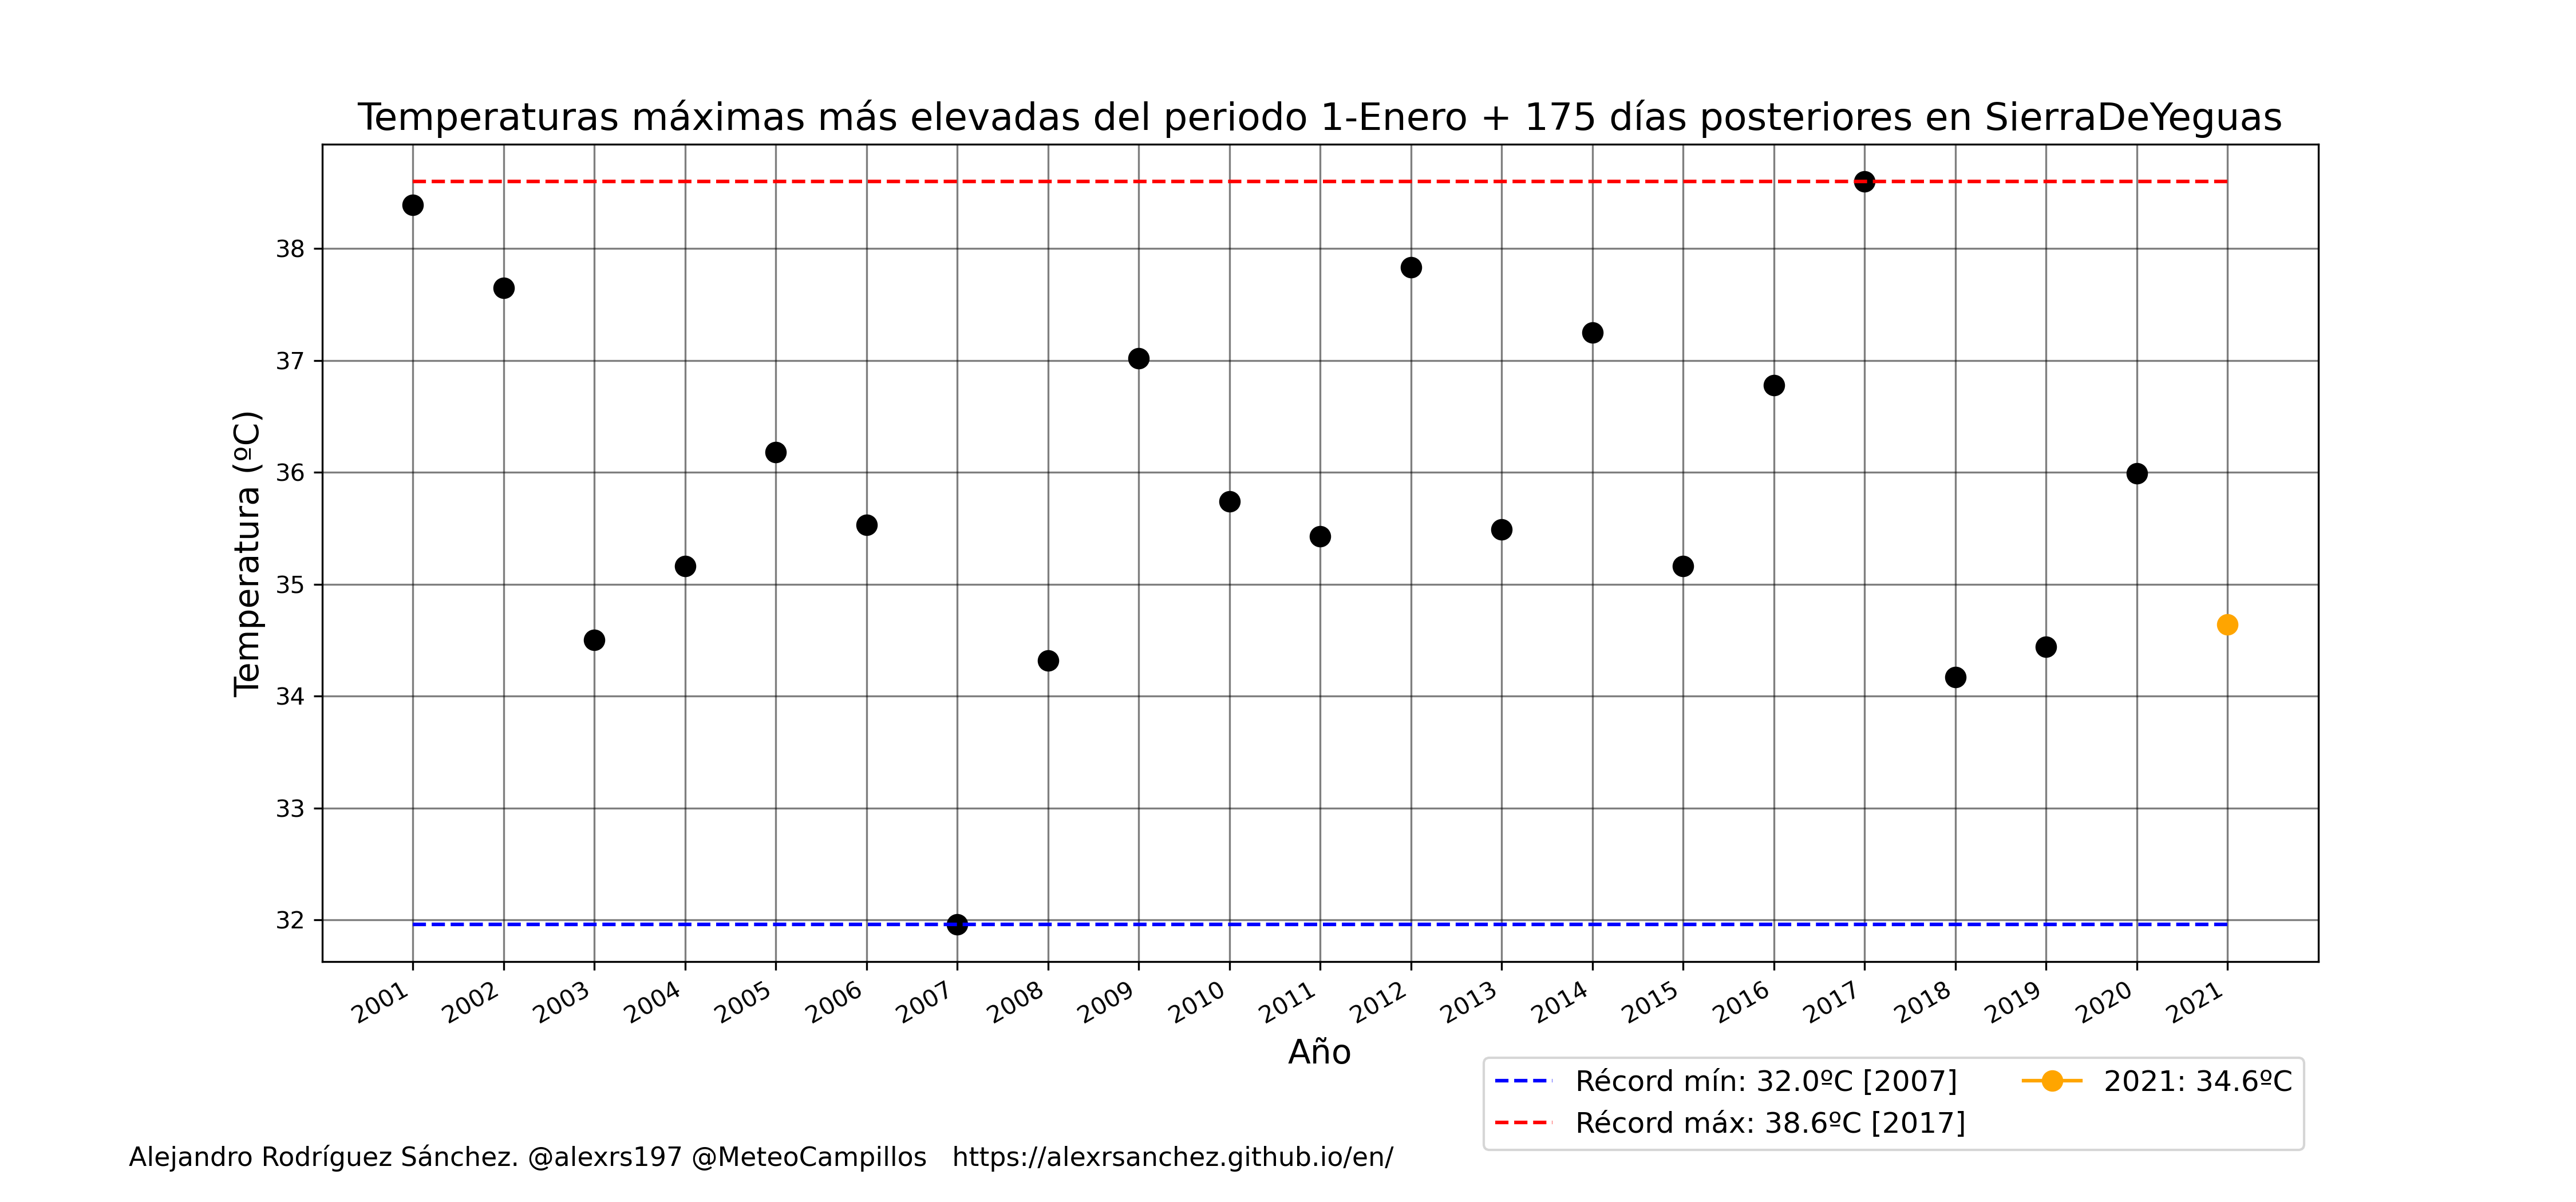 Temperaturas máximas más elevadas del periodo 1-Enero + 175 días posteriores en SierraDeYeguas
Temperatura (ºC)
38
37
36
35
34
33
32
2001 2002 2003 2004 2005 2006 2007 2008 2009 2010 2011 2012 2013 2014 2015 2016 2017 2018 2019 2020 2021
Año
Récord mín: 32.0ºC [2007]
Récord máx: 38.6ºC [2017]
2021: 34.6ºC
Alejandro Rodríguez Sánchez. @alexrs197 @MeteoCampillos https://alexrsanchez.github.io/en/